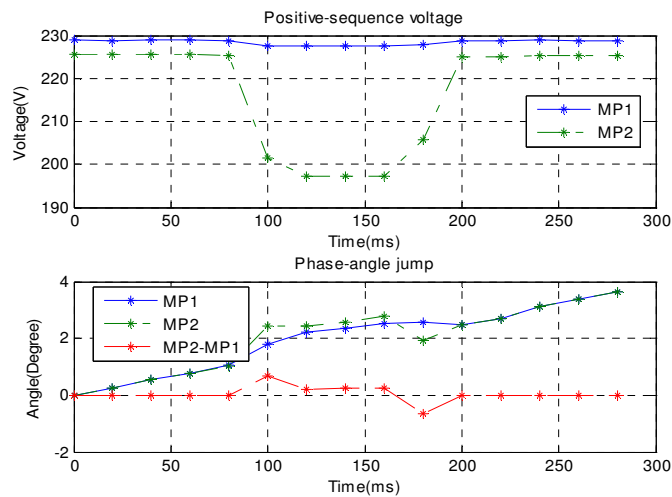 Positive-sequence voltage
Voltage(V)
230
220
210
200
190
MP1
MP2
0
50
100
150
200
250
300
Time(ms)
Phase-angle jump
Angle(Degree)
4
2
0
-2
MP1
MP2
MP2-MP1
0
50
100
150
200
250
300
Time(ms)